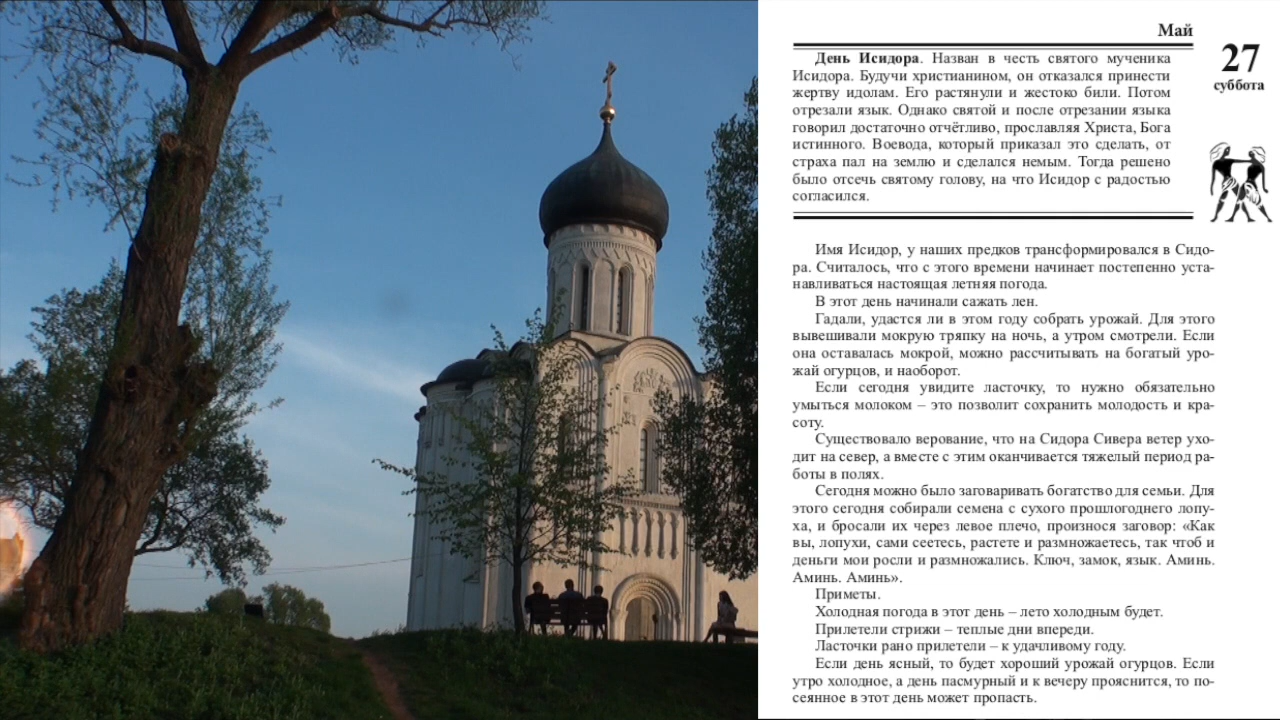 Май
27
суббота
День Исидора. Назван в честь святого мученика
Исидора. Будучи христианином, он отказался принести
жертву идолам. Его растянули и жестоко били. Потом
отрезали язык. Однако святой и после отрезании языка
говорил достаточно отчётливо, прославляя Христа, Бога
истинного. Воевода, который приказал это сделать, от
страха пал на землю и сделался немым. Тогда решено
было отсечь святому голову, на что Исидор с радостью
согласился.
Имя Исидор, у наших предков трансформировался в Сидо-
ра. Считалось, что с этого времени начинает постепенно уста-
навливаться настоящая летняя погода.
В этот день начинали сажать лен.
Гадали, удастся ли в этом году собрать урожай. Для этого
вывешивали мокрую тряпку на ночь, а утром смотрели. Если
она оставалась мокрой, можно рассчитывать на богатый уро-
жай огурцов, и наоборот.
Если сегодня увидите ласточку, то нужно обязательно
умыться молоком – это позволит сохранить молодость и кра-
соту.
Существовало верование, что на Сидора Сивера ветер ухо-
дит на север, а вместе с этим оканчивается тяжелый период ра-
боты в полях.
Сегодня можно было заговаривать богатство для семьи. Для
этого сегодня собирали семена с сухого прошлогоднего лопу-
ха, и бросали их через левое плечо, произнося заговор: «Как
вы, лопухи, сами сеетесь, растете и размножаетесь, так чтоб и
деньги мои росли и размножались. Ключ, замок, язык. Аминь.
Аминь. Аминь».
Приметы.
Холодная погода в этот день – лето холодным будет.
Прилетели стрижи – теплые дни впереди.
Ласточки рано прилетели – к удачливому году.
Если день ясный, то будет хороший урожай огурцов. Если
утро холодное, а день пасмурный и к вечеру прояснится, то по-
сеянное в этот день может пропасть.